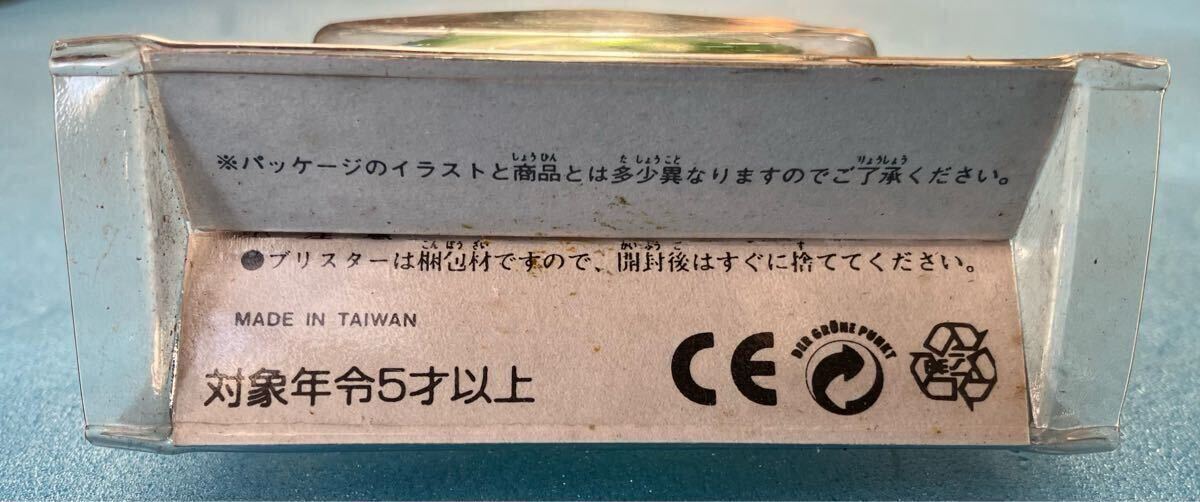 ※パッケージのイラストと商品とは多少異なりますのでご了承ください。
●ブリスターは梱包材ですので、開封後はすぐに捨ててください。
MADE IN TAIWAN
対象年令5才以上
CE
DER GRÜNE PUNKT